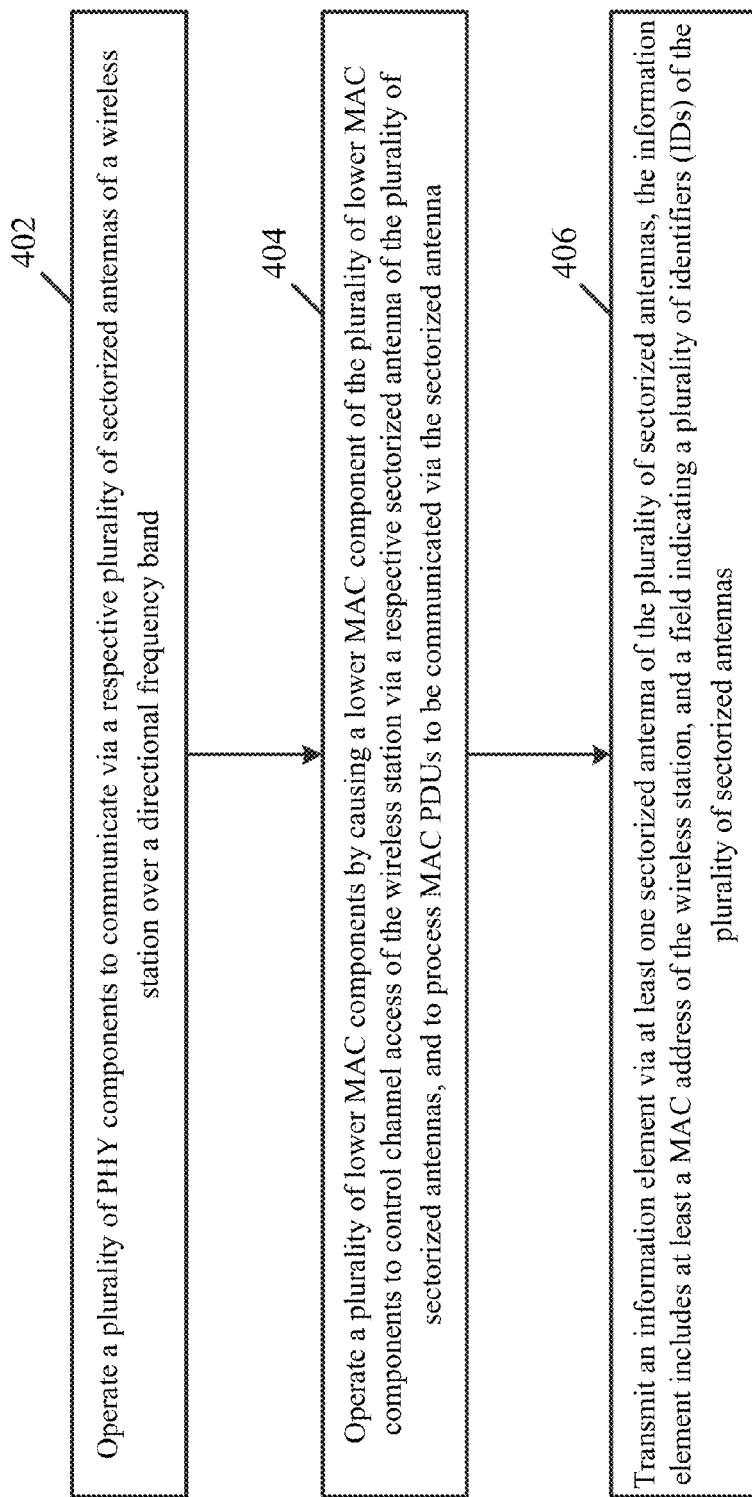 402
Operate a plurality of PHY components to communicate via a respective plurality of sectorized antennas of a wireless
station over a directional frequency band
404
Operate a plurality of lower MAC components by causing a lower MAC component of the plurality of lower MAC
components to control channel access of the wireless station via a respective sectorized antenna of the plurality of
sectorized antennas, and to process MAC PDUs to be communicated via the sectorized antenna
406
Transmit an information element via at least one sectorized antenna of the plurality of sectorized antennas, the information
element includes at least a MAC address of the wireless station, and a field indicating a plurality of identifiers (IDs) of the
plurality of sectorized antennas